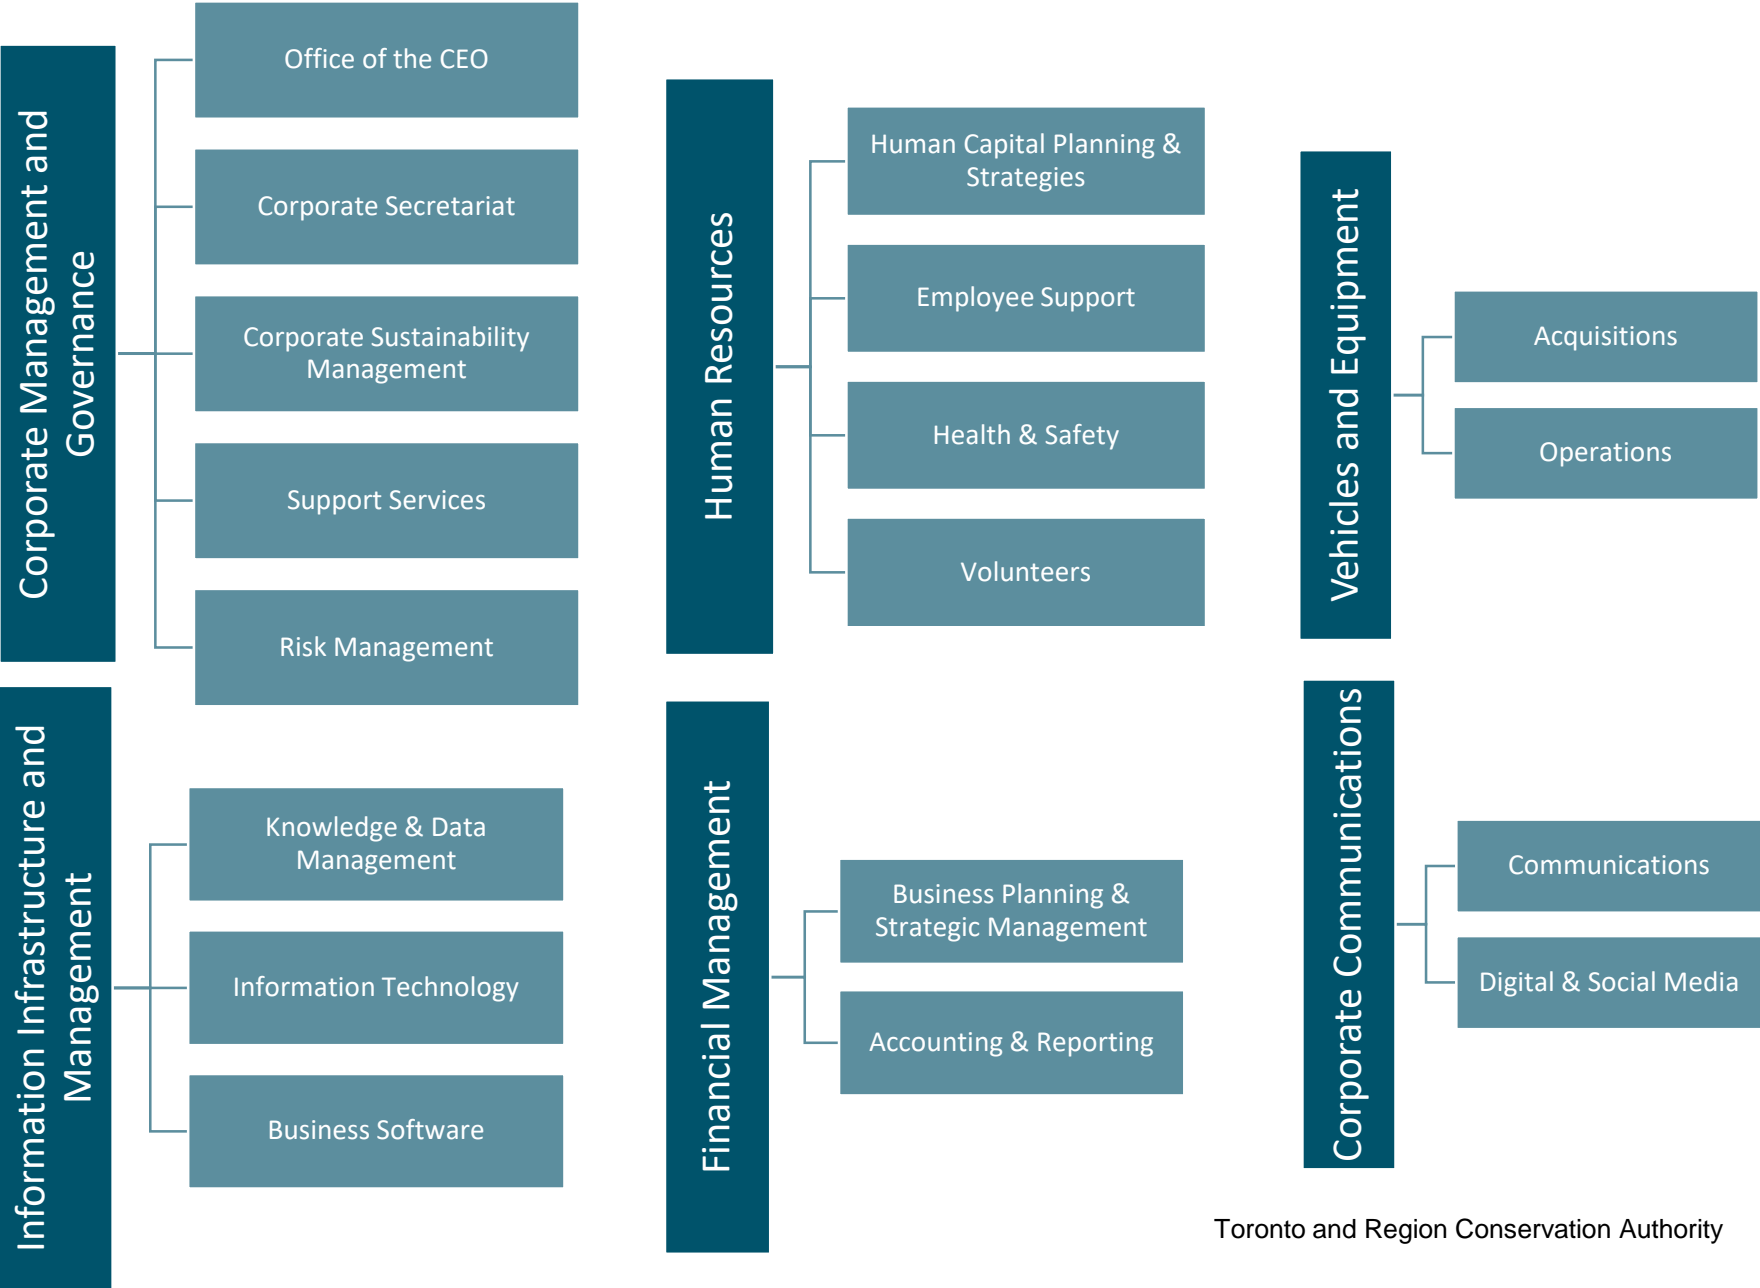 Corporate Management and
Governance
Office of the CEO
Corporate Secretariat
Corporate Sustainability
Management
Support Services
Risk Management
Human Resources
Human Capital Planning &
Strategies
Employee Support
Health & Safety
Volunteers
Vehicles and Equipment
Acquisitions
Operations
Information Infrastructure and
Management
Knowledge & Data
Management
Information Technology
Business Software
Financial Management
Business Planning &
Strategic Management
Accounting & Reporting
Corporate Communications
Communications
Digital & Social Media
Toronto and Region Conservation Authority